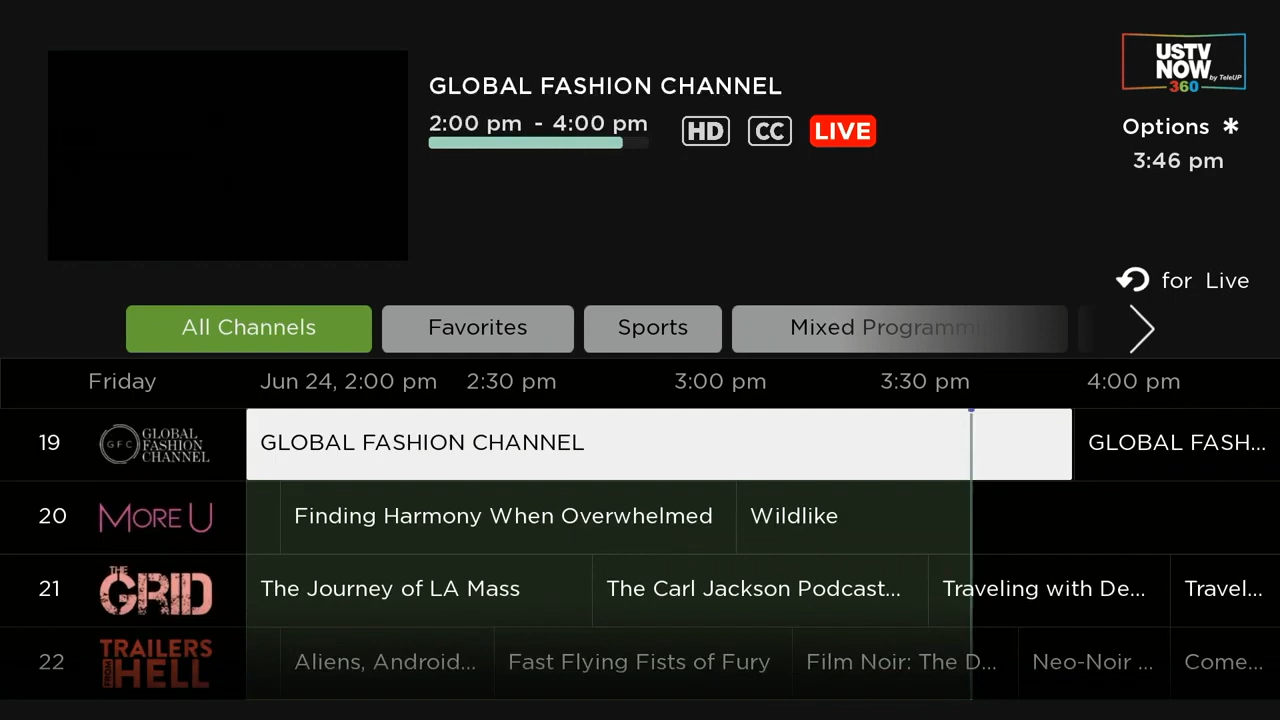 USTV
NOW
by TeleUP
360
GLOBAL FASHION CHANNEL
2:00 pm - 4:00 pm HD CC LIVE
Options *
3:46 pm
for Live
All Channels Favorites Sports Mixed Programm
Friday Jun 24, 2:00 pm 2:30 pm 3:00 pm 3:30 pm 4:00 pm
19 GFC GLOBAL FASHION CHANNEL GLOBAL FASHION CHANNEL GLOBAL FASH...
20 MORE U Finding Harmony When Overwhelmed Wildlike
21 THE GRID The Journey of LA Mass The Carl Jackson Podcast... Traveling with De... Travel...
22 TRAILERS FROM HELL Aliens, Android... Fast Flying Fists of Fury Film Noir: The D... Neo-Noir ... Come...